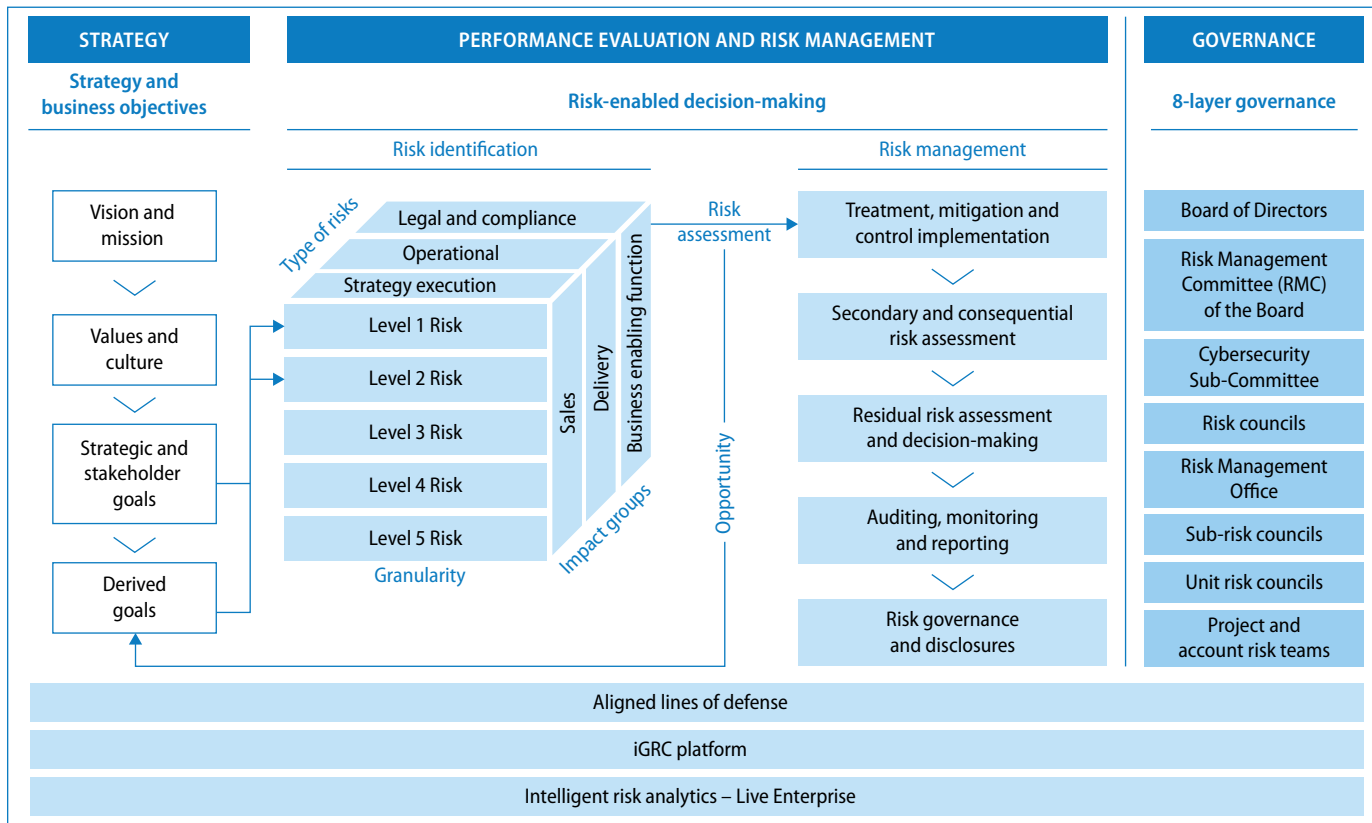 STRATEGY
Strategy and
business objectives
Vision and
mission
Values and
culture
Strategic and
stakeholder
goals
Derived
goals
PERFORMANCE EVALUATION AND RISK MANAGEMENT
Risk-enabled decision-making
Risk identification
Type of risks
Legal and compliance
Operational
Strategy execution
Level 1 Risk
Level 2 Risk
Level 3 Risk
Level 4 Risk
Level 5 Risk
Granularity
Sales
Delivery
Business enabling function
Impact groups
Risk
assessment
Opportunity
Risk management
Treatment, mitigation and
control implementation
Secondary and consequential
risk assessment
Residual risk assessment
and decision-making
Auditing, monitoring
and reporting
Risk governance
and disclosures
GOVERNANCE
8-layer governance
Board of Directors
Risk Management
Committee (RMC)
of the Board
Cybersecurity
Sub-Committee
Risk councils
Risk Management
Office
Sub-risk councils
Unit risk councils
Project and
account risk teams
Aligned lines of defense
iGRC platform
Intelligent risk analytics – Live Enterprise